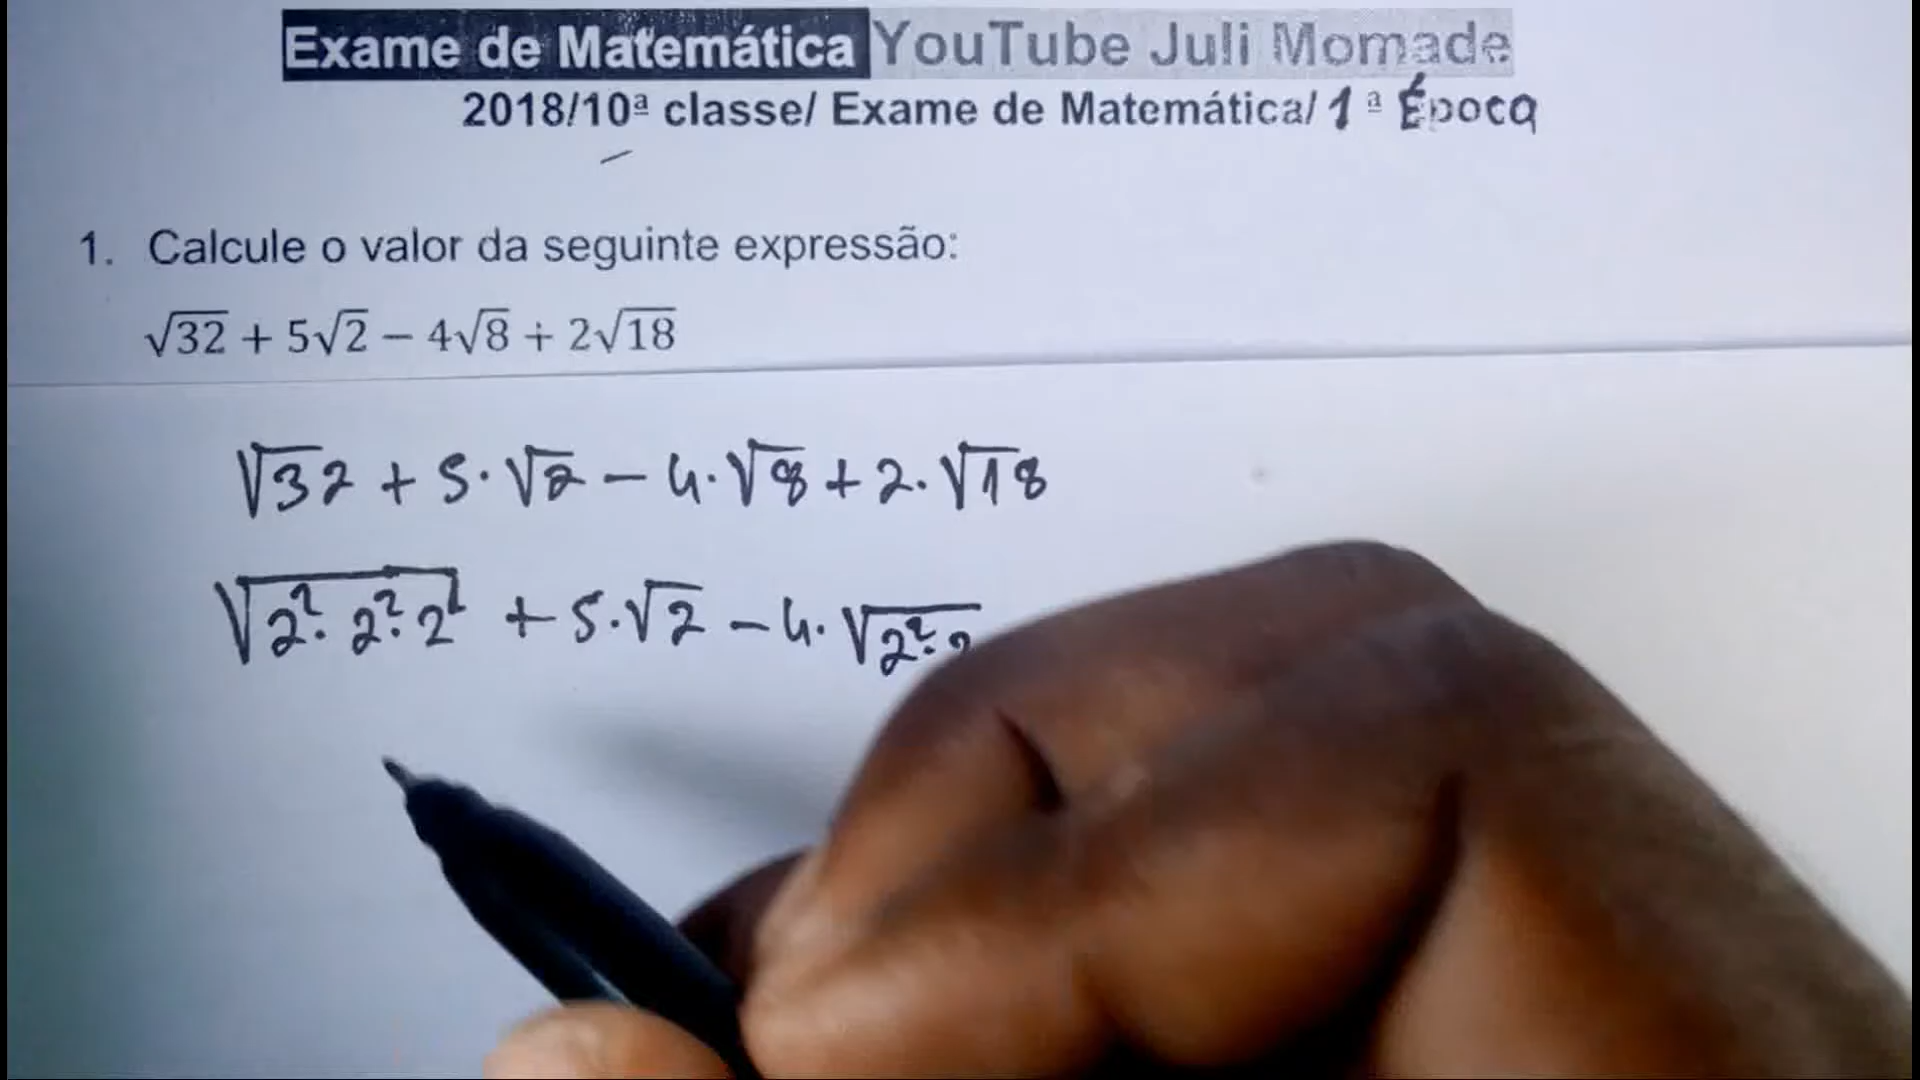 Exame de Matemática YouTube Juli Momade
2018/10ª classe/ Exame de Matemática/ 1ª Época
1. Calcule o valor da seguinte expressão:
√32 + 5√2 − 4√8 + 2√18
√32 + 5·√2 − 4·√8 + 2·√18
√2²·2²·2¹ + 5·√2 − 4·√2²·2